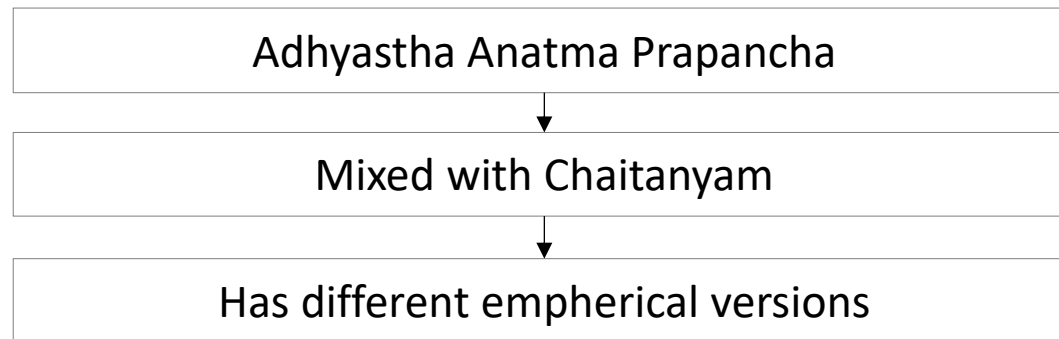 Adhyastha Anatma Prapancha
Mixed with Chaitanyam
Has different empherical versions